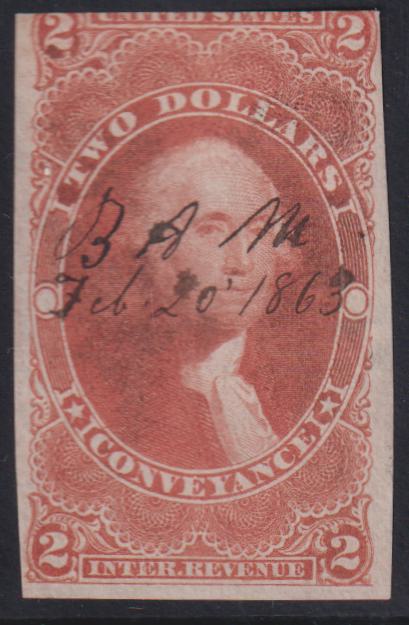 2 UNITED STATES 2
TWO DOLLARS
B A M
Feb. 20' 1863
CONVEYANCE
2 INTER. REVENUE 2